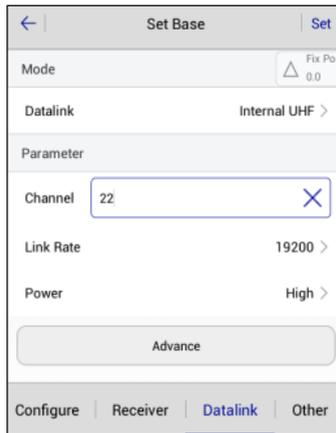 Set Base
Set
Mode
Fix Po
0.0
Datalink
Internal UHF >
Parameter
Channel
22
Link Rate
19200 >
Power
High >
Advance
Configure
Receiver
Datalink
Other